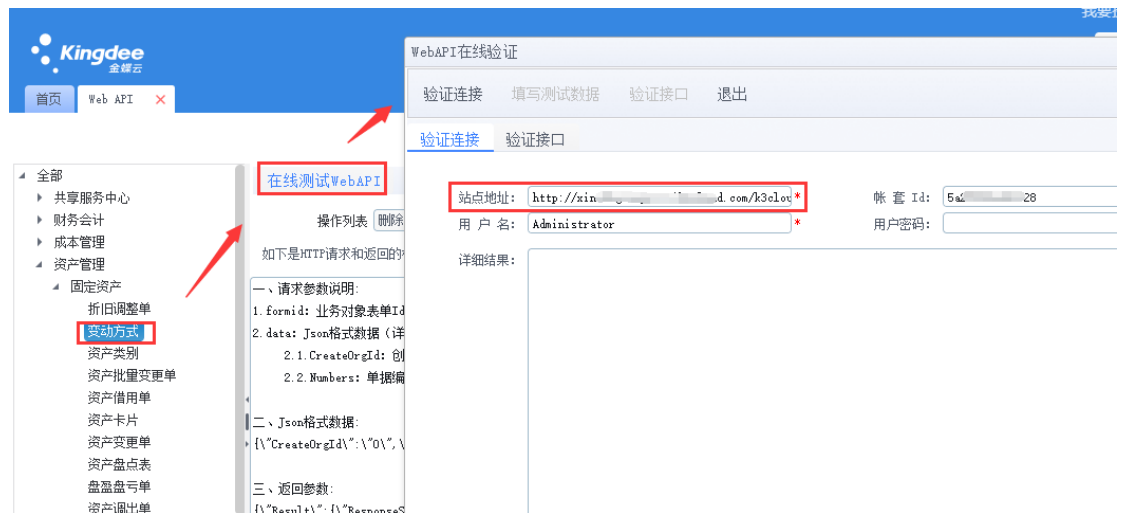 Kingdee
金蝶云
首页 Web API
WebAPI在线验证
验证连接 填写测试数据 验证接口 退出
验证连接 验证接口
站点地址: http://xin .com/k3clou *
帐 套 Id: 5a2 28
用 户 名: Administrator *
用户密码:
详细结果:
全部
共享服务中心
财务会计
成本管理
资产管理
固定资产
折旧调整单
变动方式
资产类别
资产批量变更单
资产借用单
资产卡片
资产变更单
资产盘点表
盘盈盘亏单
资产调出单
在线测试WebAPI
操作列表 删除
如下是HTTP请求和返回的
一、请求参数说明:
1.formid: 业务对象表单Id
2.data: Json格式数据（详
2.1.CreateOrgId: 创
2.2.Numbers: 单据编
二、Json格式数据:
{\"CreateOrgId\":\"0\",\
三、返回参数:
{\"Result\":{\"ResponseS